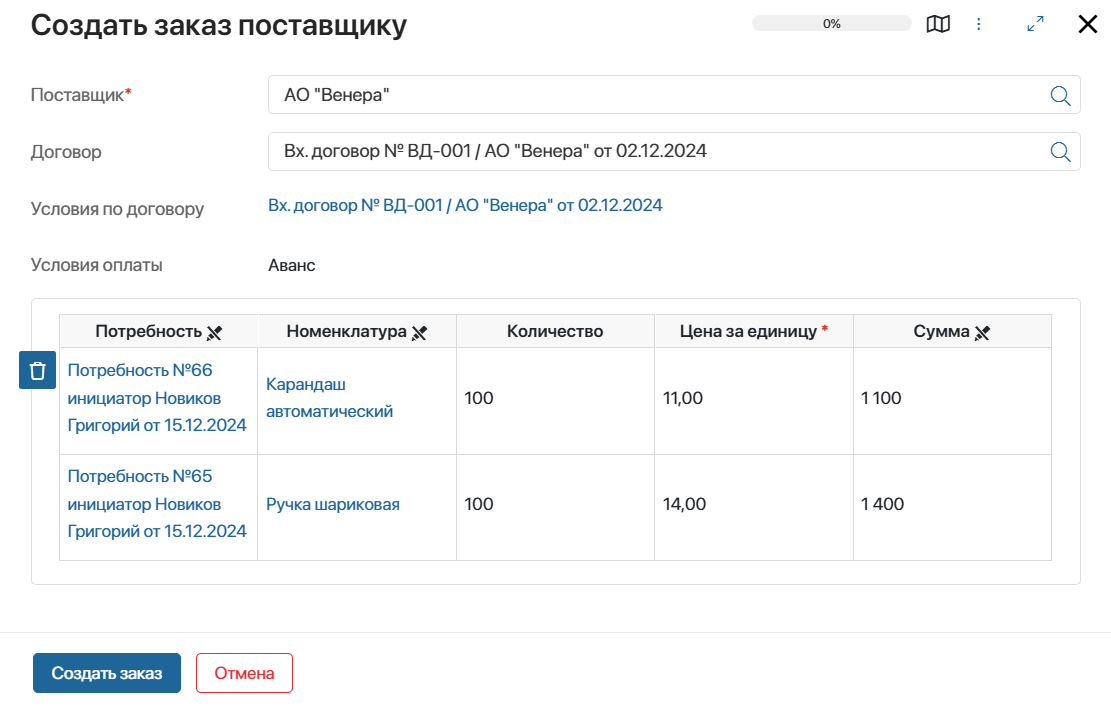 Создать заказ поставщику
0%
Поставщик*
АО "Венера"
Договор
Вх. договор № ВД-001 / АО "Венера" от 02.12.2024
Условия по договору
Вх. договор № ВД-001 / АО "Венера" от 02.12.2024
Условия оплаты
Аванс
Потребность
Номенклатура
Количество
Цена за единицу *
Сумма
Потребность №66
инициатор Новиков
Григорий от 15.12.2024
Карандаш
автоматический
100
11,00
1 100
Потребность №65
инициатор Новиков
Григорий от 15.12.2024
Ручка шариковая
100
14,00
1 400
Создать заказ
Отмена